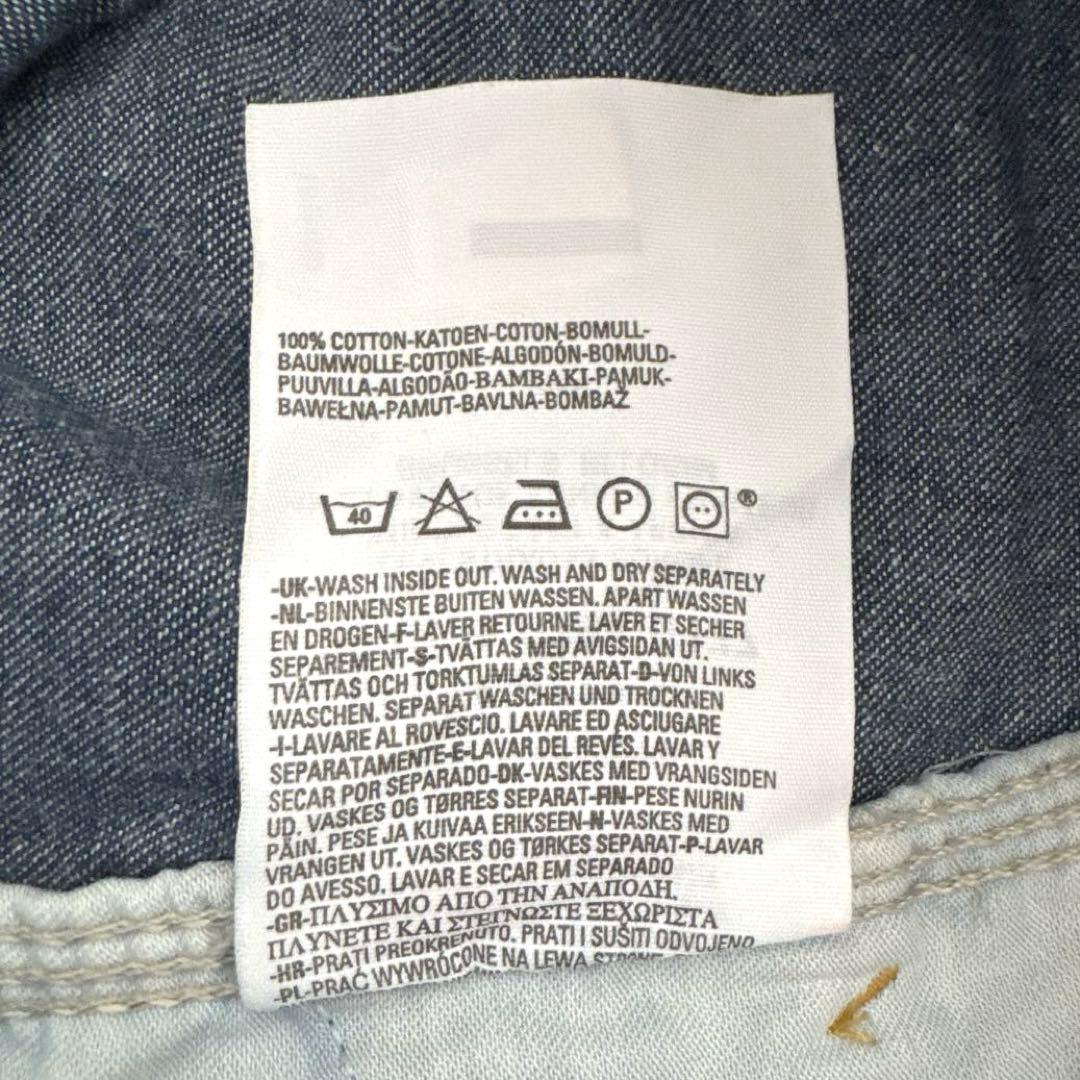 100% COTTON-KATOEN-COTON-BOMULL-
BAUMWOLLE-COTONE-ALGODÓN-BOMULD-
PUUVILLA-ALGODÃO-ΒΑΜΒΑΚΙ-PAMUK-
BAWEŁNA-PAMUT-BAVLNA-BOMBAŽ
40 P ®
-UK-WASH INSIDE OUT. WASH AND DRY SEPARATELY
-NL-BINNENSTE BUITEN WASSEN. APART WASSEN
EN DROGEN-F-LAVER RETOURNE. LAVER ET SECHER
SEPAREMENT-S-TVÄTTAS MED AVIGSIDAN UT.
TVÄTTAS OCH TORKTUMLAS SEPARAT-D-VON LINKS
WASCHEN. SEPARAT WASCHEN UND TROCKNEN
-I-LAVARE AL ROVESCIO. LAVARE ED ASCIUGARE
SEPARATAMENTE-E-LAVAR DEL REVÉS. LAVAR Y
SECAR POR SEPARADO-DK-VASKES MED VRANGSIDEN
UD. VASKES OG TØRRES SEPARAT-FIN-PESE NURIN
PÄIN. PESE JA KUIVAA ERIKSEEN-N-VASKES MED
VRANGEN UT. VASKES OG TØRKES SEPARAT-P-LAVAR
DO AVESSO. LAVAR E SECAR EM SEPARADO
-GR-ΠΛΥΣΙΜΟ ΑΠΟ ΤΗΝ ΑΝΑΠΟΔΗ.
ΠΛΥΝΕΤΕ ΚΑΙ ΣΤΕΓΝΩΣΤΕ ΞΕΧΩΡΙΣΤΑ
-HR-PRATI PREOKRENUTO. PRATI I SUŠITI ODVOJENO
-PL-PRAĆ WYWRÓCONE NA LEWA